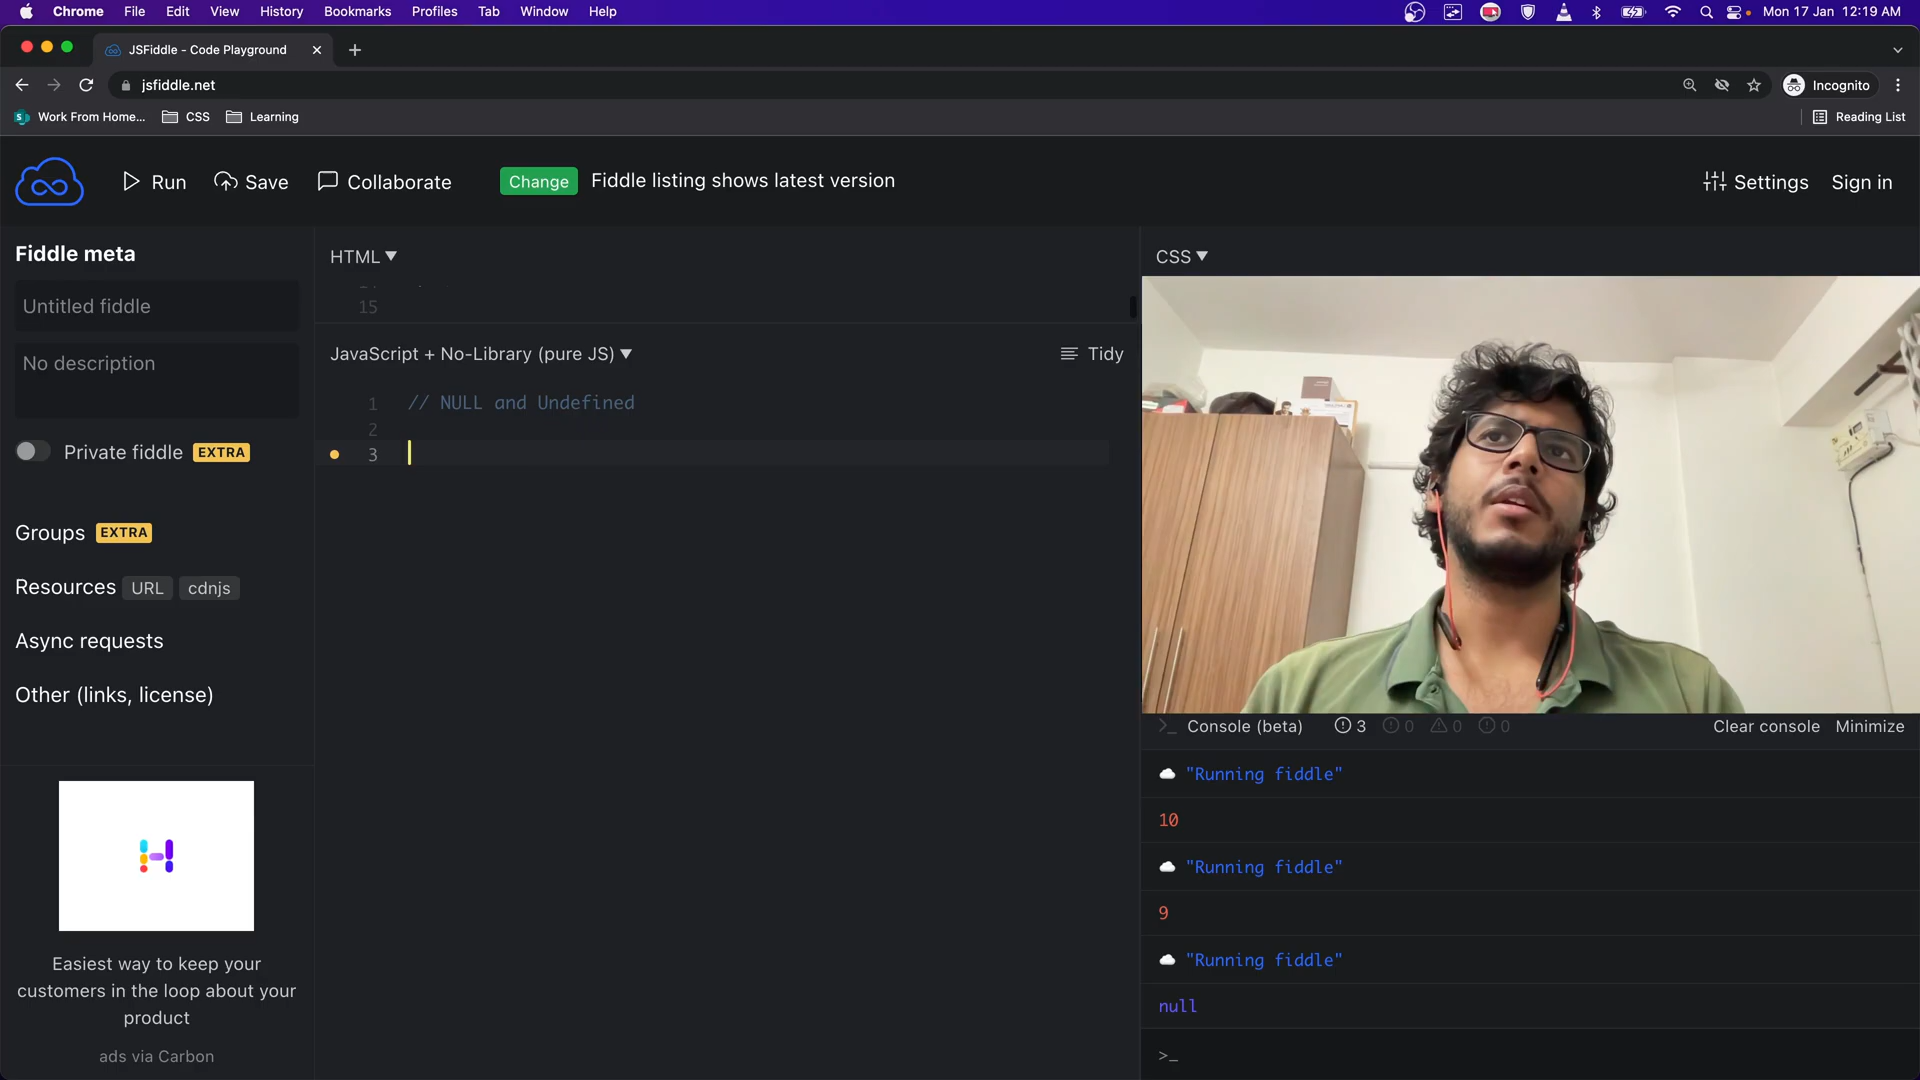 Chrome File Edit View History Bookmarks Profiles Tab Window Help Mon 17 Jan 12:19 AM
JSFiddle - Code Playground
jsfiddle.net Incognito
Work From Home... CSS Learning Reading List
Run Save Collaborate Change Fiddle listing shows latest version Settings Sign in
Fiddle meta
Untitled fiddle
No description
Private fiddle EXTRA
Groups EXTRA
Resources URL cdnjs
Async requests
Other (links, license)
Easiest way to keep your
customers in the loop about your
product
ads via Carbon
HTML ▼
15
JavaScript + No-Library (pure JS) ▼ Tidy
1 // NULL and Undefined
2
3
CSS ▼
>_ Console (beta) 3 0 0 0 Clear console Minimize
"Running fiddle"
10
"Running fiddle"
9
"Running fiddle"
null
>_